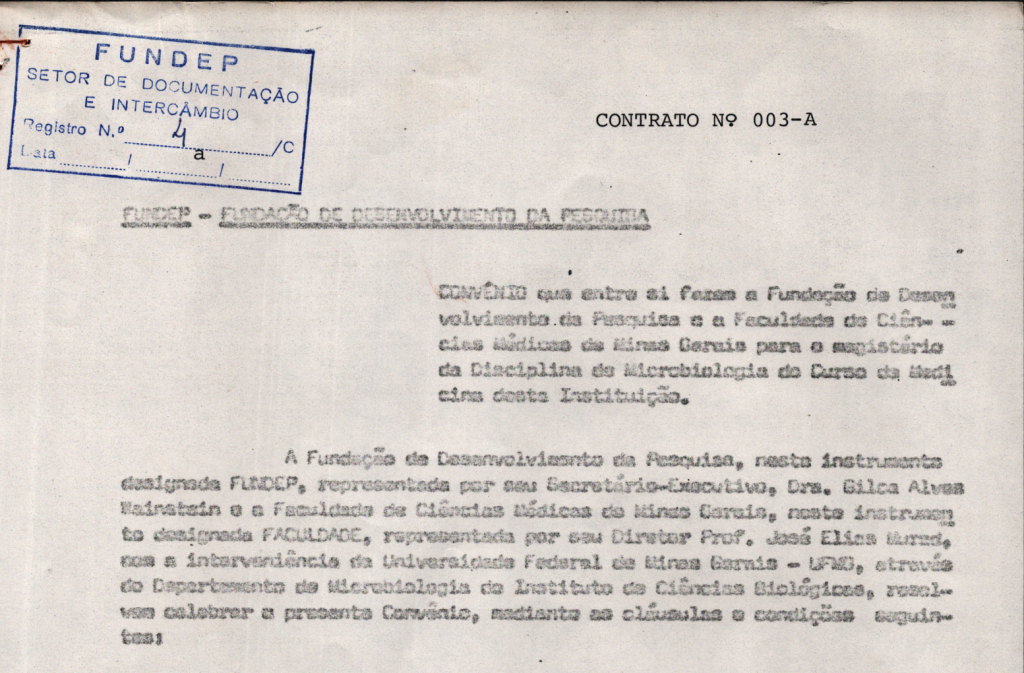 FUNDEP
SETOR DE DOCUMENTAÇÃO
E INTERCÂMBIO
Registro N.º 4 a /C
Data / /
CONTRATO Nº 003-A
FUNDEP - FUNDAÇÃO DE DESENVOLVIMENTO DA PESQUISA
CONVÊNIO que entre si fazem a Fundação de Desen
volvimento da Pesquisa e a Faculdade de Ciên-
cias Médicas de Minas Gerais para o magistério
da Disciplina de Microbiologia do Curso de Medi
cina desta Instituição.
A Fundação de Desenvolvimento da Pesquisa, neste instrumento
designada FUNDEP, representada por seu Secretário-Executivo, Dra. Gilca Alves
Wainstein e a Faculdade de Ciências Médicas de Minas Gerais, neste instrumen
to designada FACULDADE, representada por seu Diretor Prof. José Elias Murad,
com a interveniência da Universidade Federal de Minas Gerais - UFMG, através
do Departamento de Microbiologia do Instituto de Ciências Biológicas, resol-
vem celebrar o presente Convênio, mediante as cláusulas e condições seguin-
tes: